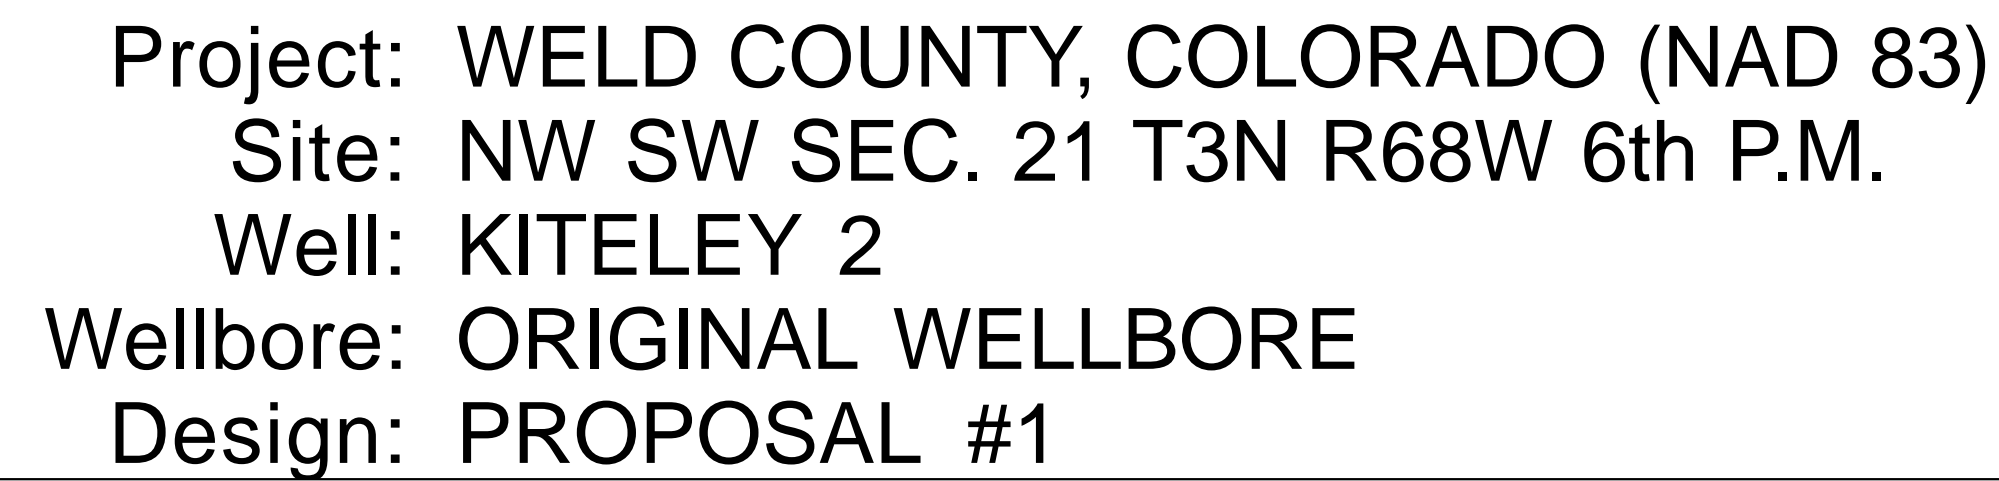 Project: WELD COUNTY, COLORADO (NAD 83)
Site: NW SW SEC. 21 T3N R68W 6th P.M.
Well: KITELEY 2
Wellbore: ORIGINAL WELLBORE
Design: PROPOSAL #1